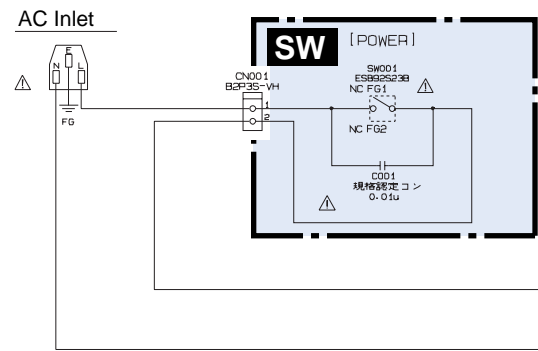 AC Inlet
SW
[POWER]
E
N
L
FG
CN001
B2P3S-VH
1
2
SW001
ESB92S23B
NC FG1
NC FG2
C001
規格認定コン
0.01u